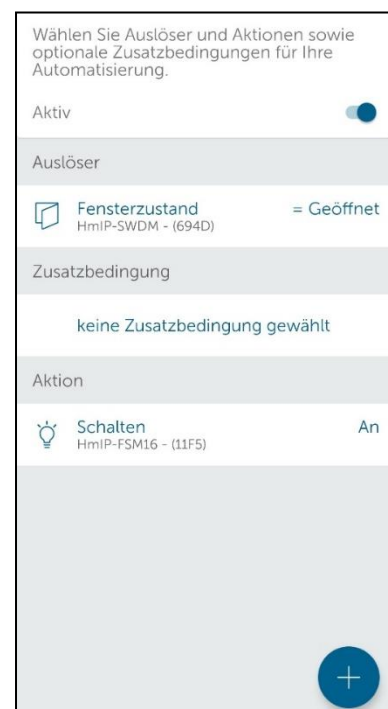 Wählen Sie Auslöser und Aktionen sowie
optionale Zusatzbedingungen für Ihre
Automatisierung.
Aktiv
Auslöser
Fensterzustand = Geöffnet
HmIP-SWDM - (694D)
Zusatzbedingung
keine Zusatzbedingung gewählt
Aktion
Schalten An
HmIP-FSM16 - (11F5)
+